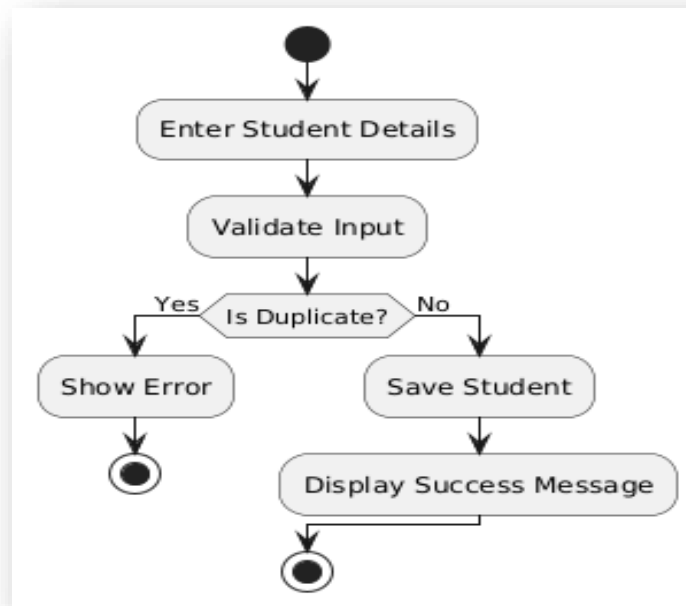 Enter Student Details
Validate Input
Yes
Is Duplicate?
No
Show Error
Save Student
Display Success Message